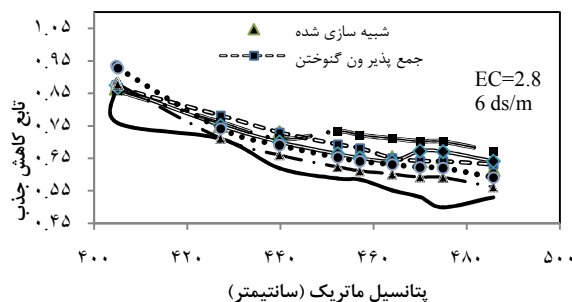 شبیه سازی شده
جمع پذیر ون گنوختن
EC=2.8
6 ds/m
تابع کاهش جذب
۱.۰۵
۰.۹۵
۰.۸۵
۰.۷۵
۰.۶۵
۰.۵۵
۰.۴۵
۴۰۰ ۴۲۰ ۴۴۰ ۴۶۰ ۴۸۰ ۵۰۰
پتانسیل ماتریک (سانتیمتر)